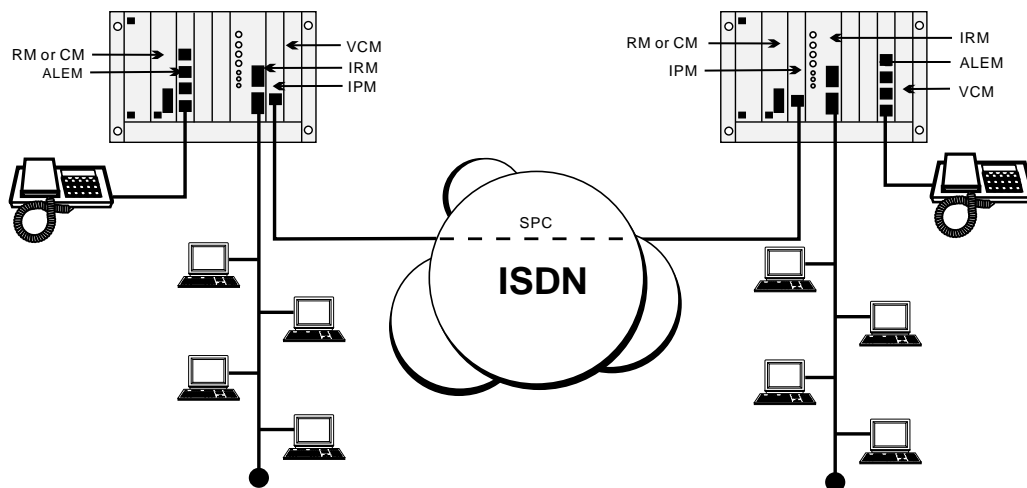 RM or CM
ALEM
VCM
IRM
IPM
RM or CM
IPM
IRM
ALEM
VCM
SPC
ISDN